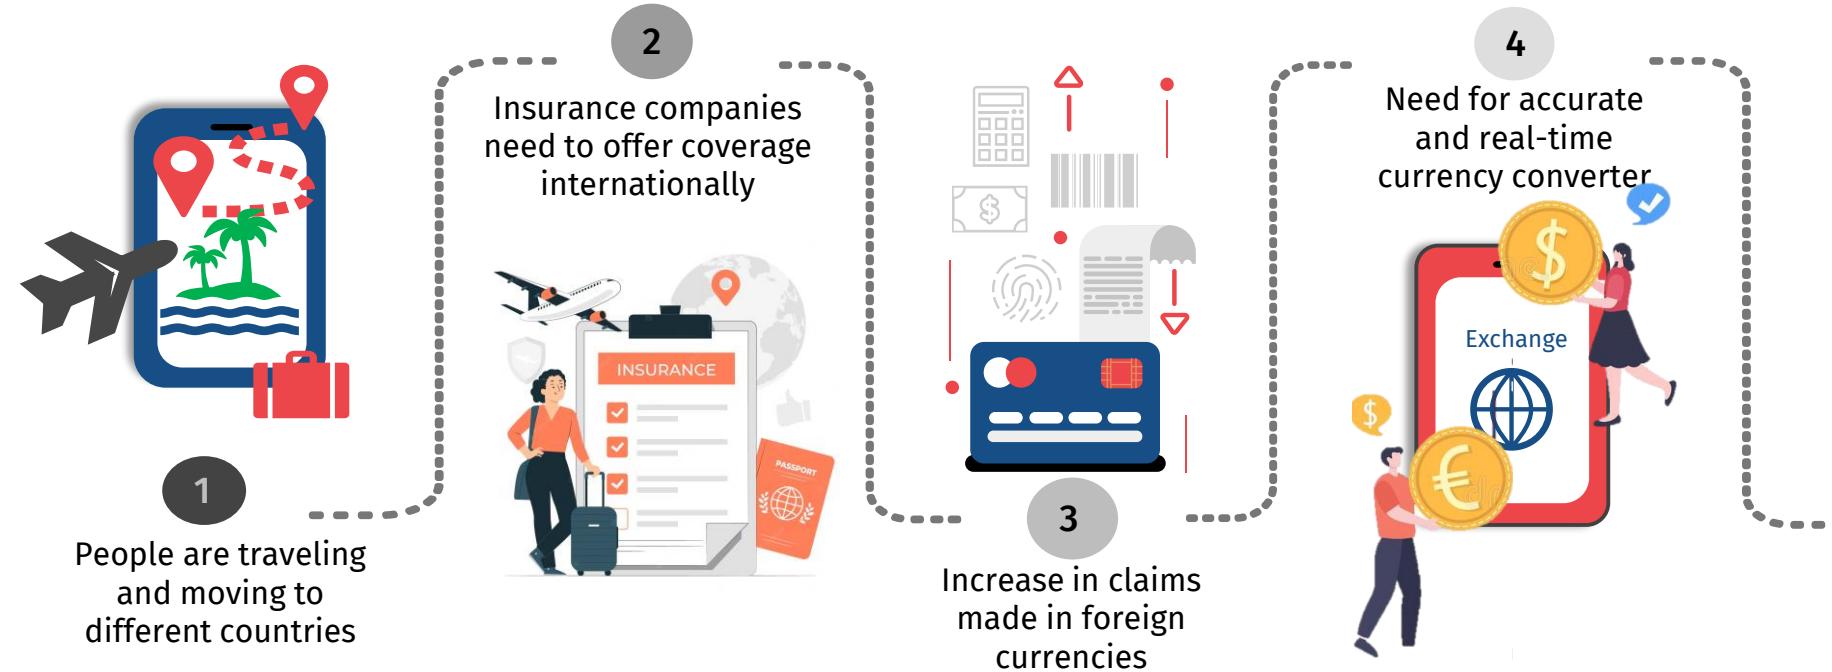 1
People are traveling
and moving to
different countries
2
Insurance companies
need to offer coverage
internationally
INSURANCE
PASSPORT
3
Increase in claims
made in foreign
currencies
$
4
Need for accurate
and real-time
currency converter
$
Exchange
$
€